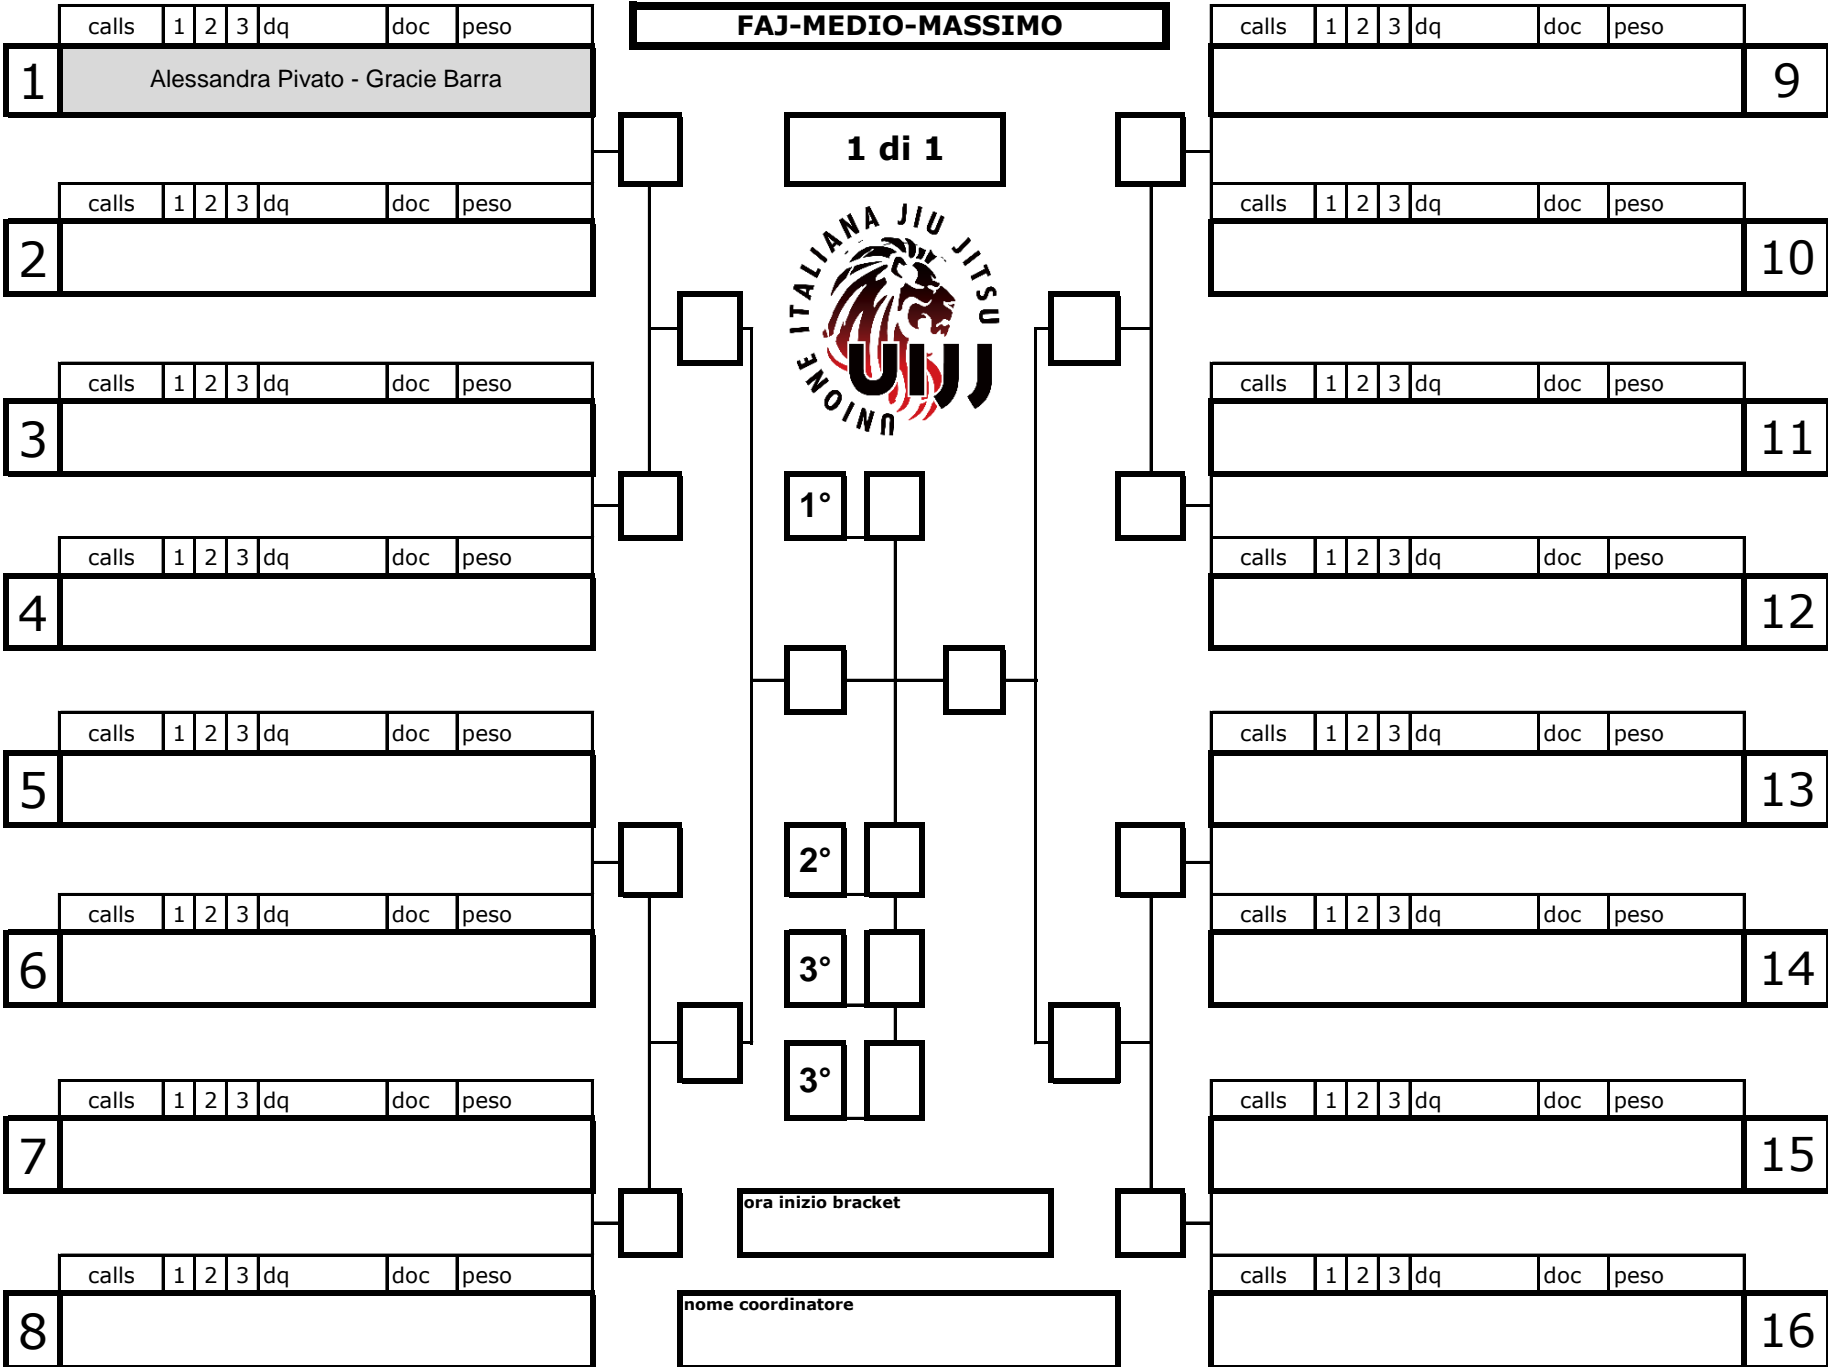 calls 1 2 3 dq doc peso
1 Alessandra Pivato - Gracie Barra
calls 1 2 3 dq doc peso
2
calls 1 2 3 dq doc peso
3
calls 1 2 3 dq doc peso
4
calls 1 2 3 dq doc peso
5
calls 1 2 3 dq doc peso
6
calls 1 2 3 dq doc peso
7
calls 1 2 3 dq doc peso
8
FAJ-MEDIO-MASSIMO
1 di 1
UNIONE ITALIANA JIU JITSU
UIJJ
1°
2°
3°
3°
ora inizio bracket
nome coordinatore
calls 1 2 3 dq doc peso
9
calls 1 2 3 dq doc peso
10
calls 1 2 3 dq doc peso
11
calls 1 2 3 dq doc peso
12
calls 1 2 3 dq doc peso
13
calls 1 2 3 dq doc peso
14
calls 1 2 3 dq doc peso
15
calls 1 2 3 dq doc peso
16